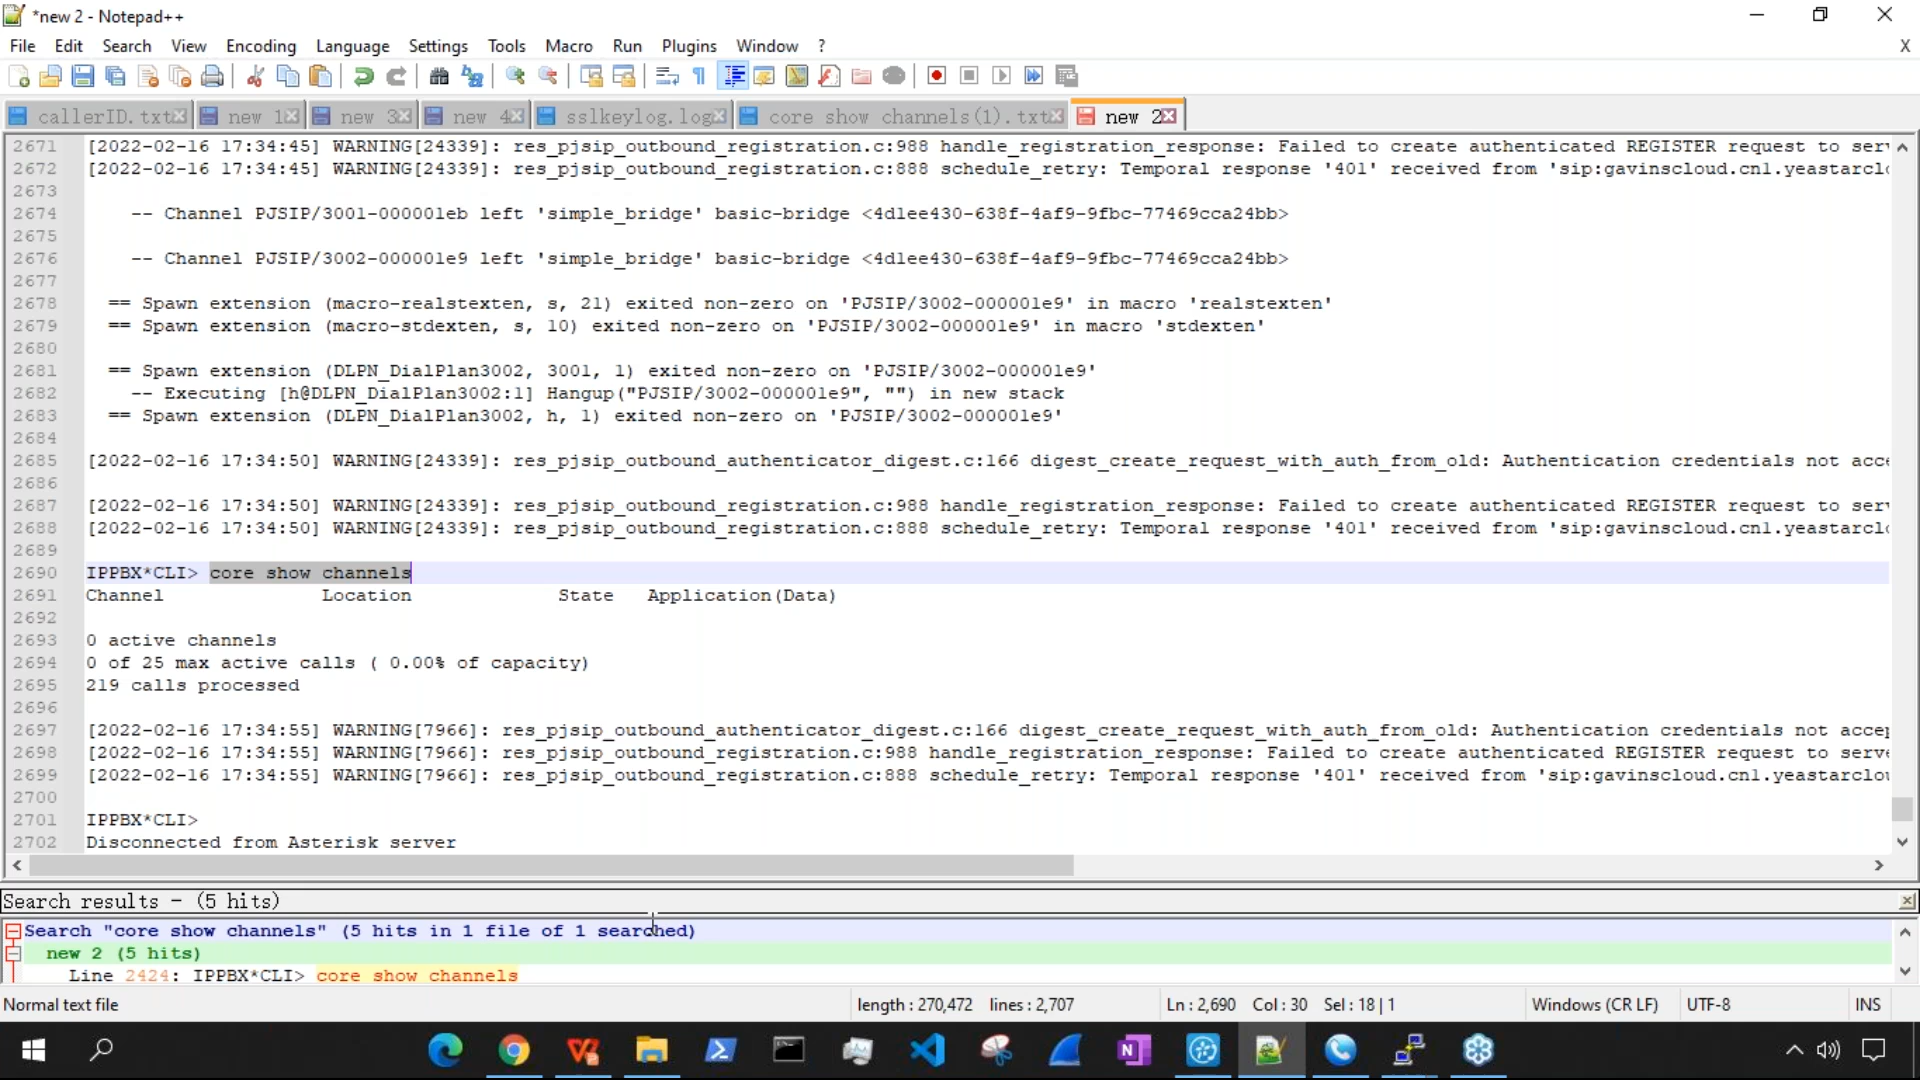 *new 2 - Notepad++
File Edit Search View Encoding Language Settings Tools Macro Run Plugins Window ? X
callerID.txt new 1 new 3 new 4 sslkeylog.log core show channels(1).txt new 2
2671 [2022-02-16 17:34:45] WARNING[24339]: res_pjsip_outbound_registration.c:988 handle_registration_response: Failed to create authenticated REGISTER request to ser
2672 [2022-02-16 17:34:45] WARNING[24339]: res_pjsip_outbound_registration.c:888 schedule_retry: Temporal response '401' received from 'sip:gavinscloud.cn1.yeastarcl
2673
2674 -- Channel PJSIP/3001-000001eb left 'simple_bridge' basic-bridge <4d1ee430-638f-4af9-9fbc-77469cca24bb>
2675
2676 -- Channel PJSIP/3002-000001e9 left 'simple_bridge' basic-bridge <4d1ee430-638f-4af9-9fbc-77469cca24bb>
2677
2678 == Spawn extension (macro-realstexten, s, 21) exited non-zero on 'PJSIP/3002-000001e9' in macro 'realstexten'
2679 == Spawn extension (macro-stdexten, s, 10) exited non-zero on 'PJSIP/3002-000001e9' in macro 'stdexten'
2680
2681 == Spawn extension (DLPN_DialPlan3002, 3001, 1) exited non-zero on 'PJSIP/3002-000001e9'
2682 -- Executing [h@DLPN_DialPlan3002:1] Hangup("PJSIP/3002-000001e9", "") in new stack
2683 == Spawn extension (DLPN_DialPlan3002, h, 1) exited non-zero on 'PJSIP/3002-000001e9'
2684
2685 [2022-02-16 17:34:50] WARNING[24339]: res_pjsip_outbound_authenticator_digest.c:166 digest_create_request_with_auth_from_old: Authentication credentials not acc
2686
2687 [2022-02-16 17:34:50] WARNING[24339]: res_pjsip_outbound_registration.c:988 handle_registration_response: Failed to create authenticated REGISTER request to ser
2688 [2022-02-16 17:34:50] WARNING[24339]: res_pjsip_outbound_registration.c:888 schedule_retry: Temporal response '401' received from 'sip:gavinscloud.cn1.yeastarcl
2689
2690 IPPBX*CLI> core show channels
2691 Channel Location State Application(Data)
2692
2693 0 active channels
2694 0 of 25 max active calls ( 0.00% of capacity)
2695 219 calls processed
2696
2697 [2022-02-16 17:34:55] WARNING[7966]: res_pjsip_outbound_authenticator_digest.c:166 digest_create_request_with_auth_from_old: Authentication credentials not acce
2698 [2022-02-16 17:34:55] WARNING[7966]: res_pjsip_outbound_registration.c:988 handle_registration_response: Failed to create authenticated REGISTER request to serve
2699 [2022-02-16 17:34:55] WARNING[7966]: res_pjsip_outbound_registration.c:888 schedule_retry: Temporal response '401' received from 'sip:gavinscloud.cn1.yeastarclo
2700
2701 IPPBX*CLI>
2702 Disconnected from Asterisk server
Search results - (5 hits)
Search "core show channels" (5 hits in 1 file of 1 searched)
new 2 (5 hits)
Line 2424: IPPBX*CLI> core show channels
Normal text file length : 270,472 lines : 2,707 Ln : 2,690 Col : 30 Sel : 18 | 1 Windows (CR LF) UTF-8 INS